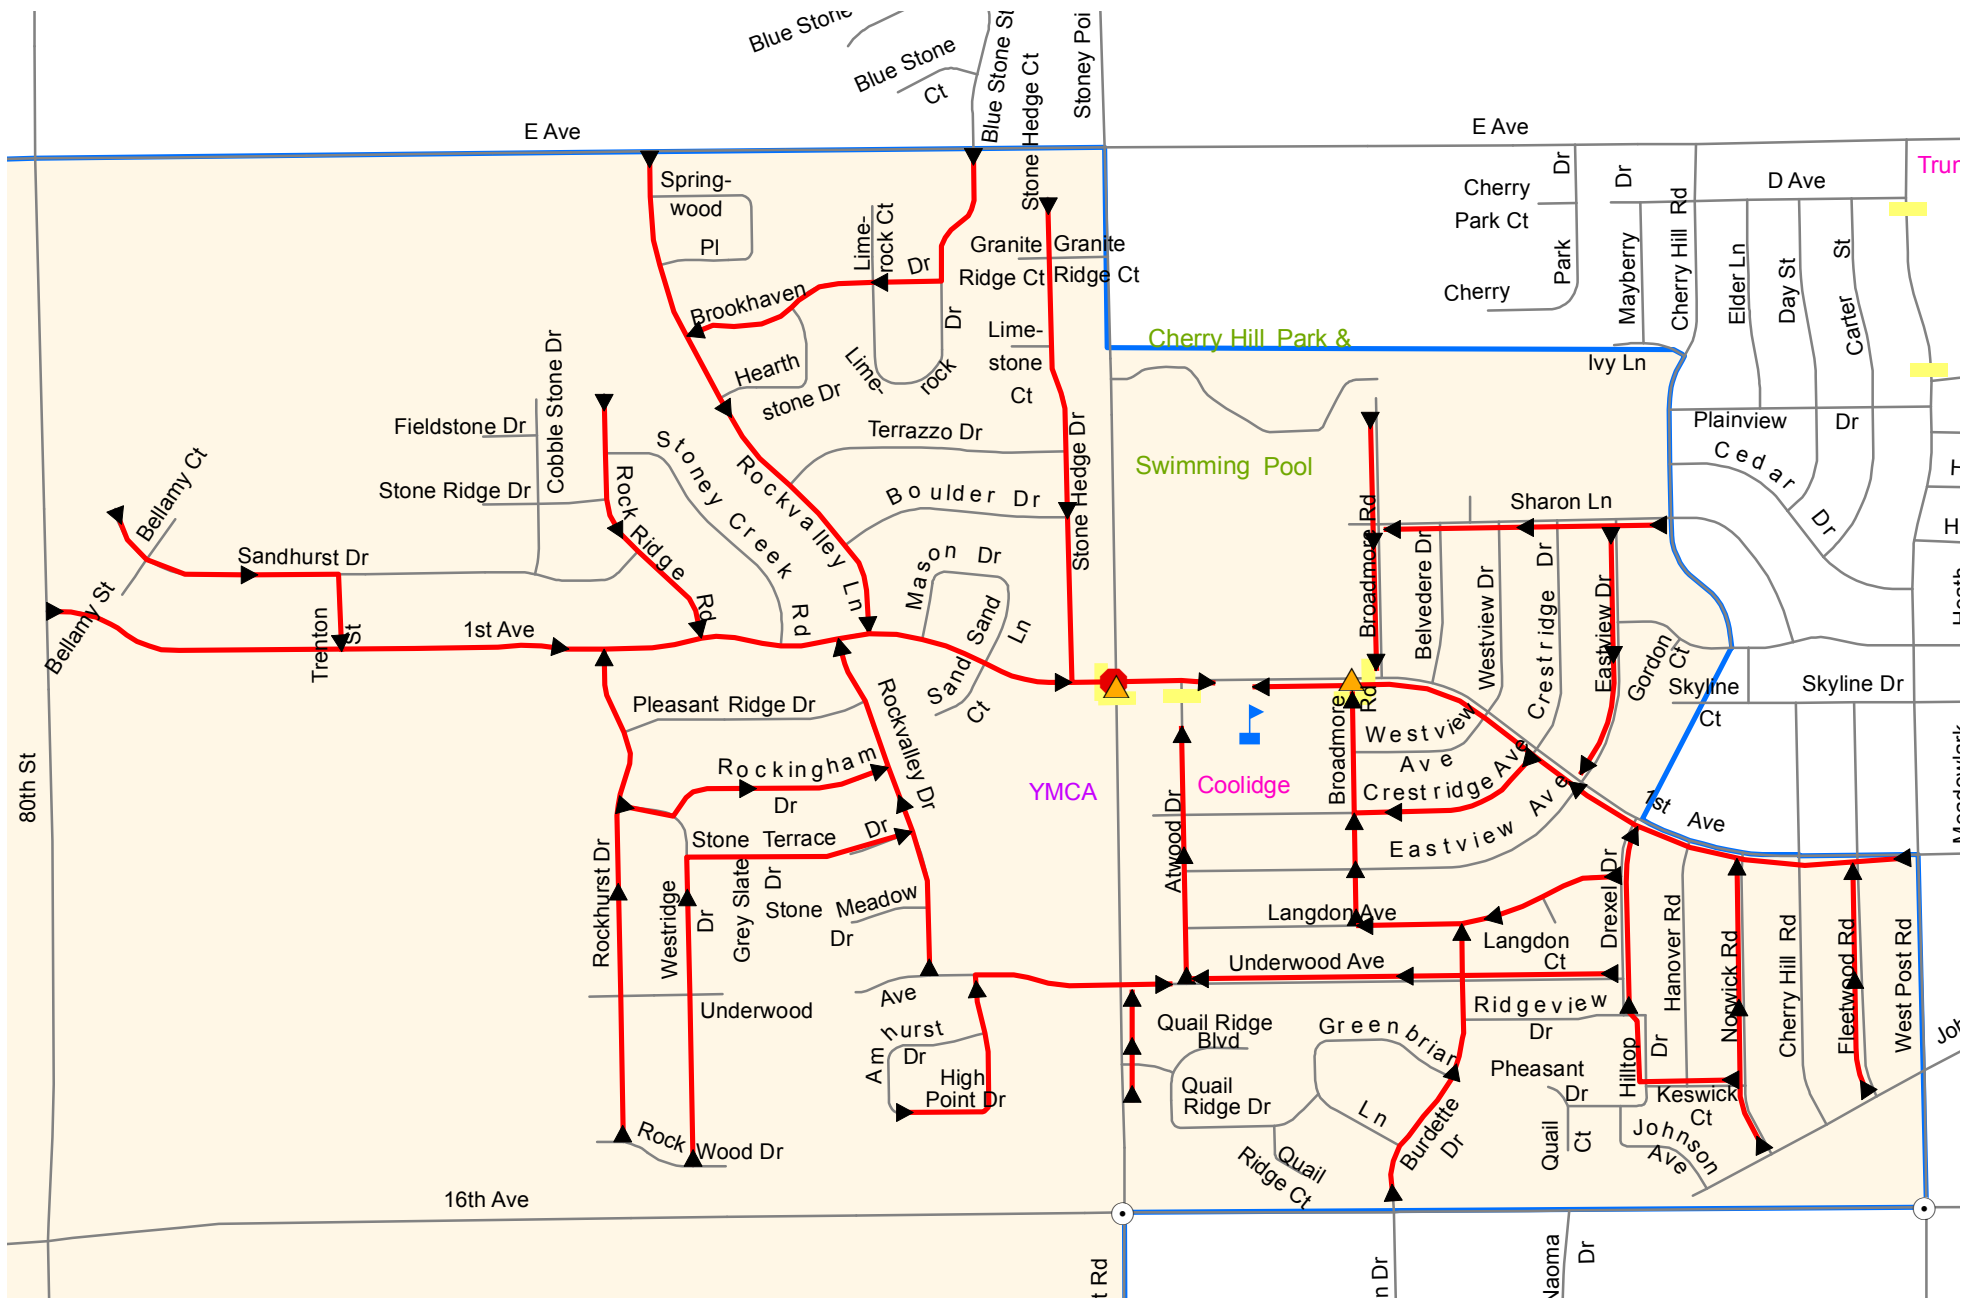 Blue Stone
Blue Stone
Ct
Blue Stone St
Stone Hedge Ct
Stoney Poi
E Ave
E Ave
Spring-
wood
Pl
Lime-
rock Ct
Dr
Brookhaven
Granite
Ridge Ct
Granite
Ridge Ct
Dr
Lime-
rock
Lime-
stone
Ct
Hearth
stone Dr
Cherry
Park Ct
Cherry
Park
Dr
Mayberry
Dr
Cherry Hill Rd
D Ave
Elder Ln
Day St
Carter
St
Trun
Cherry Hill Park &
Swimming Pool
Ivy Ln
Plainview
Dr
Cedar
Dr
Fieldstone Dr
Cobble Stone Dr
Stone Ridge Dr
Bellamy Ct
Sandhurst Dr
Bellamy St
Trenton
St
1st Ave
Rock Ridge
Rd
Stoney Creek
Rd
Rockvalley Ln
Terrazzo Dr
Boulder Dr
Stone Hedge Dr
Mason Dr
Sand
Ln
Sand
Ct
Sharon Ln
Broadmore Rd
Belvedere Dr
Westview Dr
Crestridge Dr
Eastview Dr
Gordon
Ct
Skyline
Ct
Skyline Dr
Heath
Meadowlark
H
H
80th St
Pleasant Ridge Dr
Rockvalley Dr
Rockingham
Dr
Stone Terrace
Dr
Rockhurst Dr
Westridge
Dr
Grey Slate
Dr
Stone Meadow
Dr
Underwood
Ave
Amhurst
Dr
High
Point Dr
Rock
Wood Dr
16th Ave
YMCA
Coolidge
Atwood Dr
Broadmore
Rd
Westview
Ave
Crestridge Ave
Eastview Ave
1st Ave
Langdon Ave
Langdon
Ct
Underwood Ave
Drexel Dr
Hanover Rd
Norwick Rd
Cherry Hill Rd
Fleetwood Rd
West Post Rd
Ridgeview
Dr
Quail Ridge
Blvd
Quail
Ridge Dr
Greenbriar
Ln
Burdette
Dr
Quail
Ridge Ct
Pheasant
Dr
Quail
Ct
Hilltop
Dr
Keswick
Ct
Johnson
Ave
Joh
t Rd
n Dr
Naoma
Dr